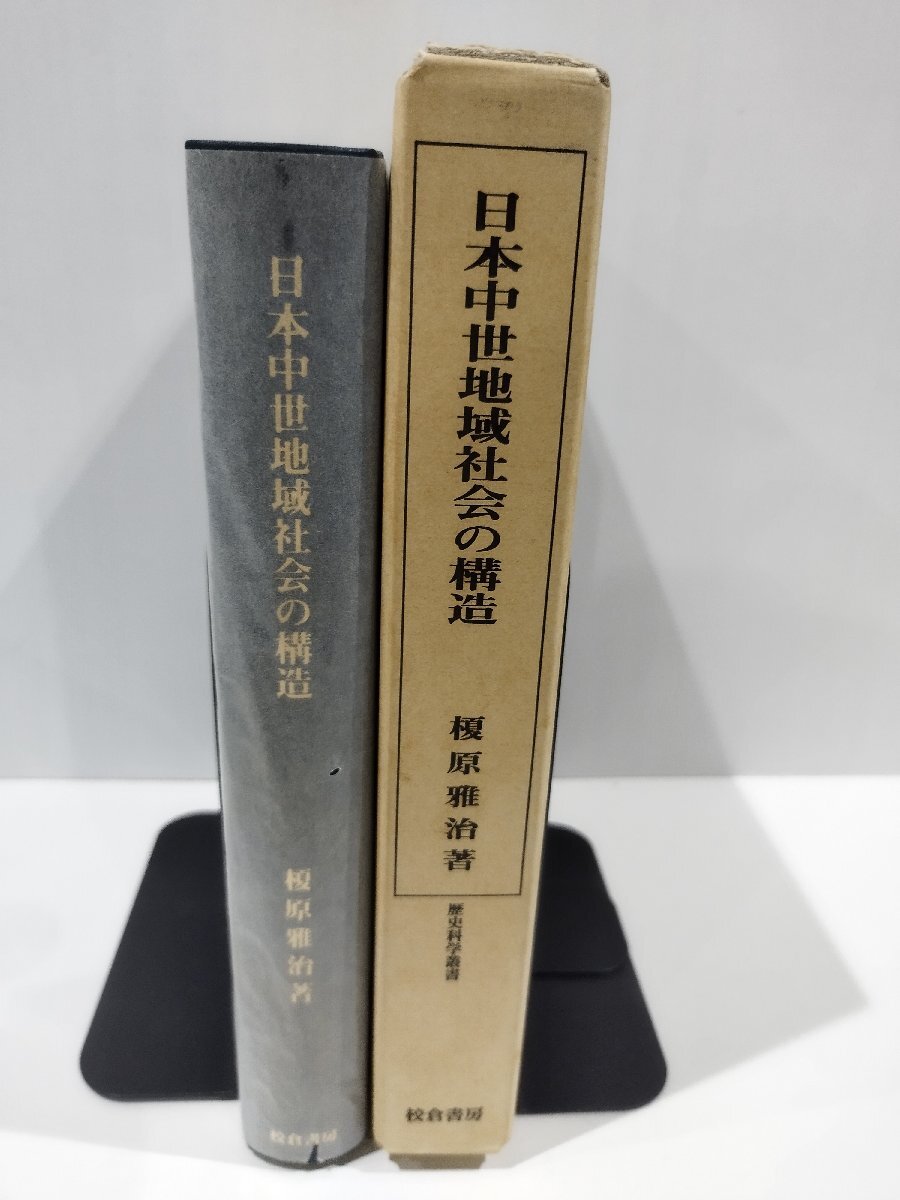 日本中世地域社会の構造
榎原雅治著
校倉書房
日本中世地域社会の構造
榎原雅治著
歴史科学叢書
校倉書房